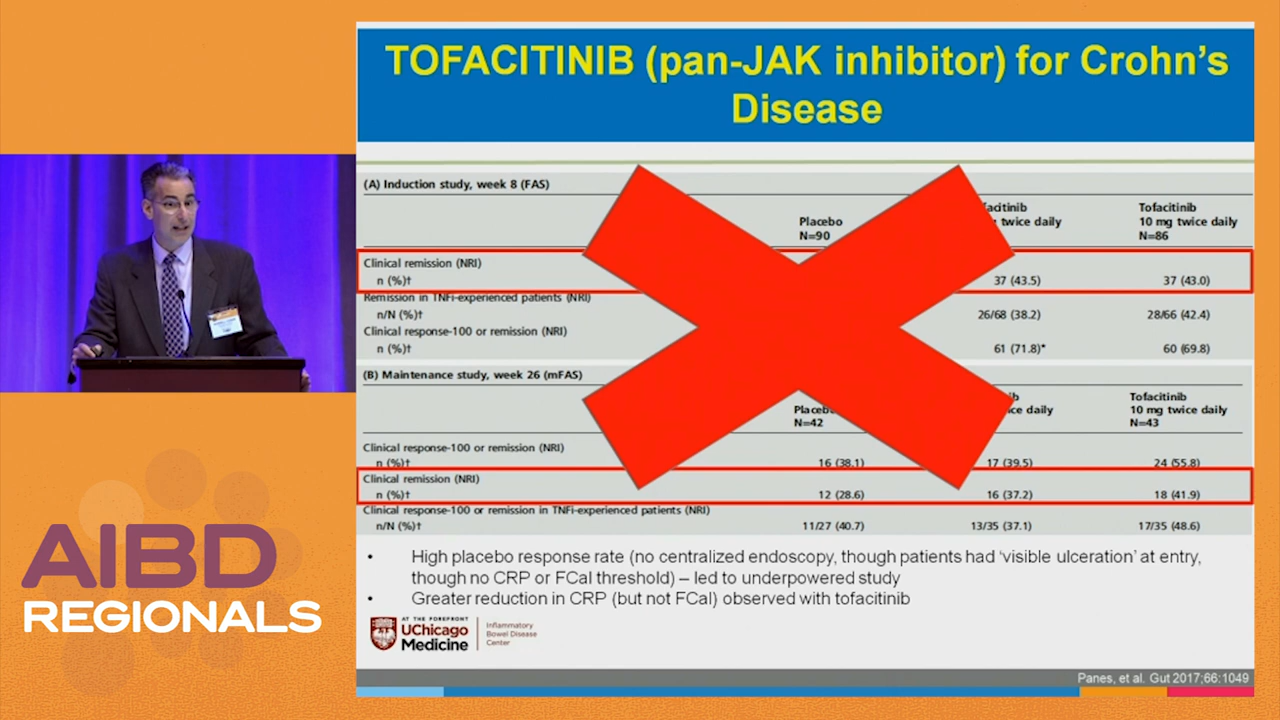 TOFACITINIB (pan-JAK inhibitor) for Crohn's
Disease
(A) Induction study, week 8 (FAS)
Placebo
N=90
twice daily
Tofacitinib
10 mg twice daily
N=86
Clinical remission (NRI)
n (%)† 37 (43.5) 37 (43.0)
Remission in TNFi-experienced patients (NRI)
n/N (%)† 26/68 (38.2) 28/66 (42.4)
Clinical response-100 or remission (NRI)
n (%)† 61 (71.8)* 60 (69.8)
(B) Maintenance study, week 26 (mFAS)
Placebo
N=42
daily
Tofacitinib
10 mg twice daily
N=43
Clinical response-100 or remission (NRI)
n (%)† 16 (38.1) 17 (39.5) 24 (55.8)
Clinical remission (NRI)
n (%)† 12 (28.6) 16 (37.2) 18 (41.9)
Clinical response-100 or remission in TNFi-experienced patients (NRI)
n/N (%)† 11/27 (40.7) 13/35 (37.1) 17/35 (48.6)
• High placebo response rate (no centralized endoscopy, though patients had 'visible ulceration' at entry,
though no CRP or FCal threshold) – led to underpowered study
• Greater reduction in CRP (but not FCal) observed with tofacitinib
AT THE FOREFRONT
UChicago
Medicine
Inflammatory
Bowel Disease
Center
Panes, et al. Gut 2017;66:1049
AIBD
REGIONALS